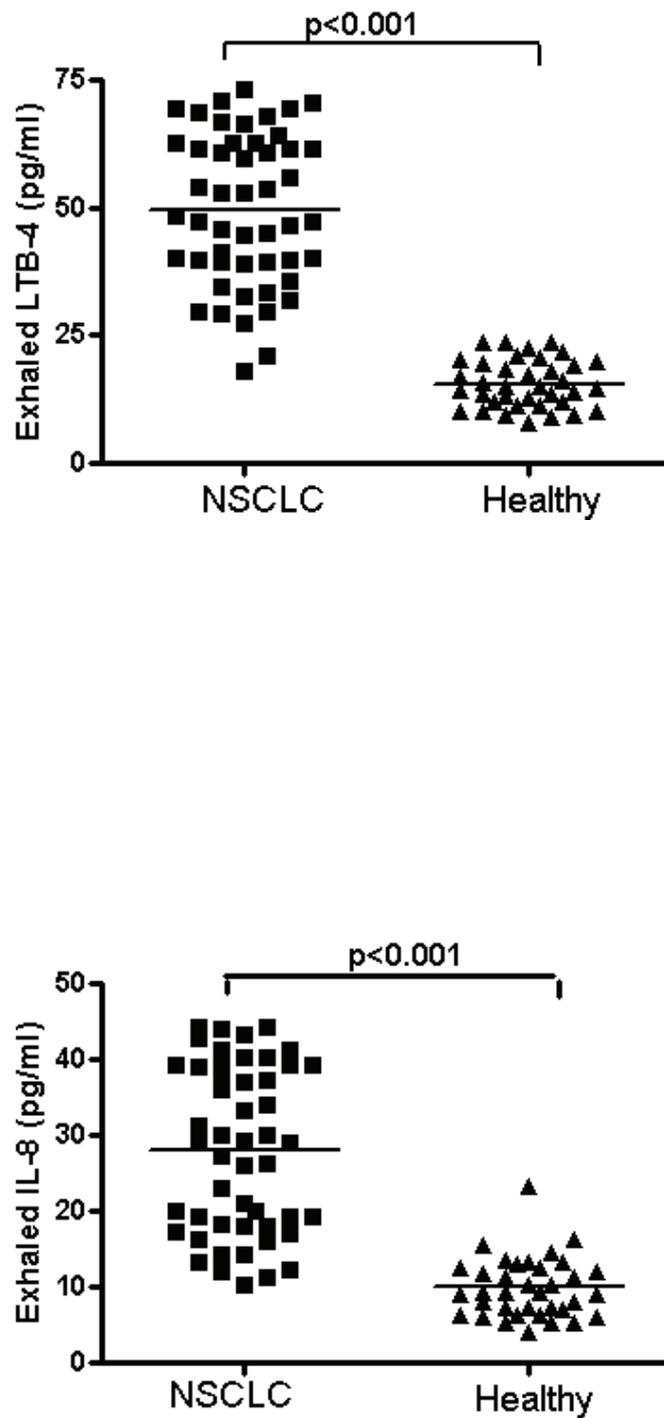 p<0.001
Exhaled LTB-4 (pg/ml)
75
50
25
0
NSCLC Healthy
p<0.001
Exhaled IL-8 (pg/ml)
50
40
30
20
10
0
NSCLC Healthy